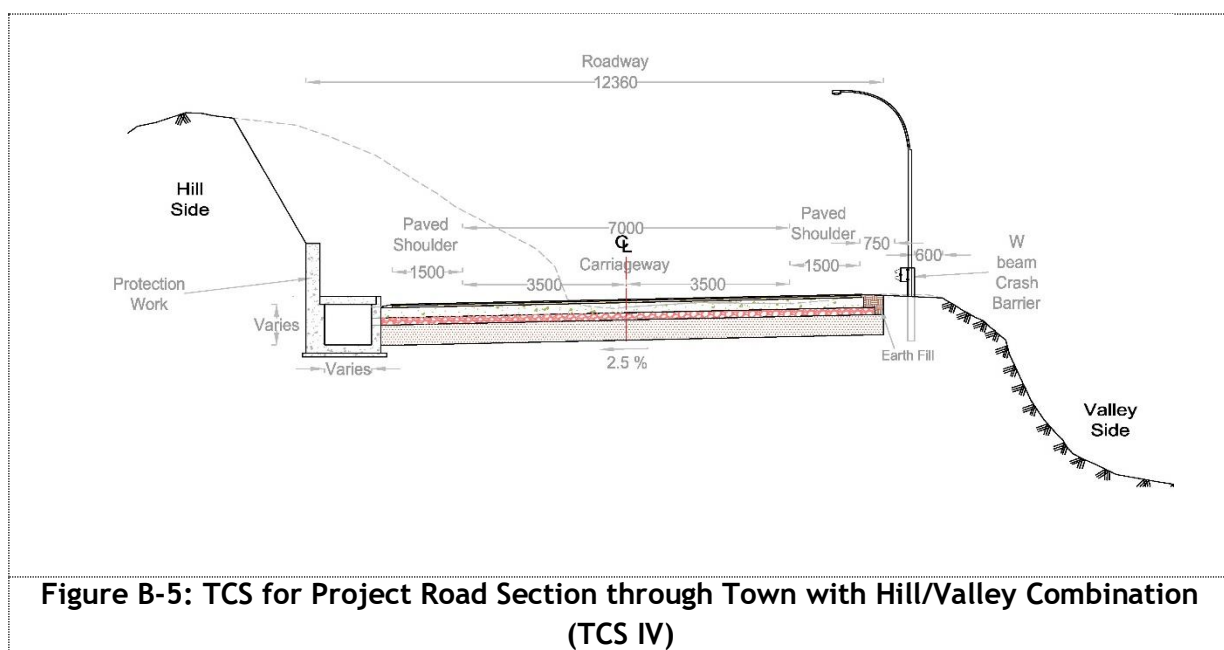 Roadway
12360
Hill
Side
Paved
Shoulder
7000
Paved
Shoulder
750
600
W
beam
Crash
Barrier
CL
Carriageway
1500
3500
3500
1500
Protection
Work
Varies
Varies
2.5 %
Earth Fill
Valley
Side
Figure B-5: TCS for Project Road Section through Town with Hill/Valley Combination
(TCS IV)